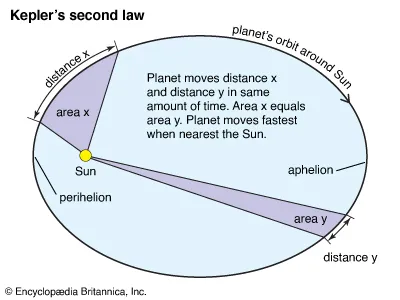 Kepler's second law
planet's orbit around Sun
distance x
Planet moves distance x
and distance y in same
amount of time. Area x equals
area y. Planet moves fastest
when nearest the Sun.
area x
Sun
aphelion
perihelion
area y
distance y
© Encyclopædia Britannica, Inc.